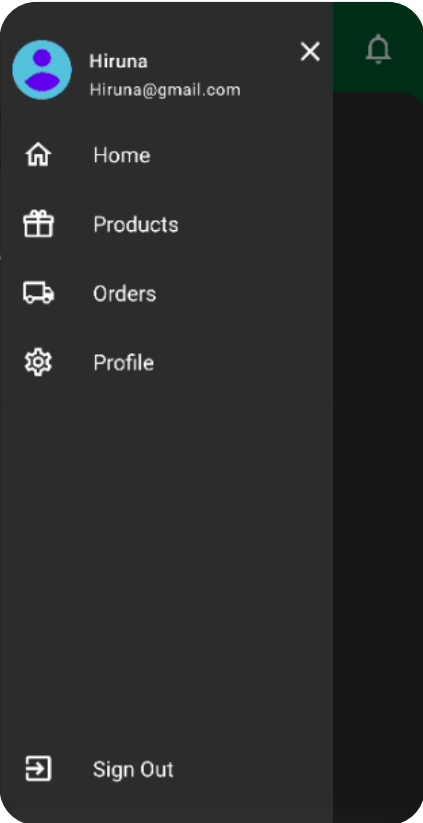 Hiruna
Hiruna@gmail.com
Home
Products
Orders
Profile
Sign Out